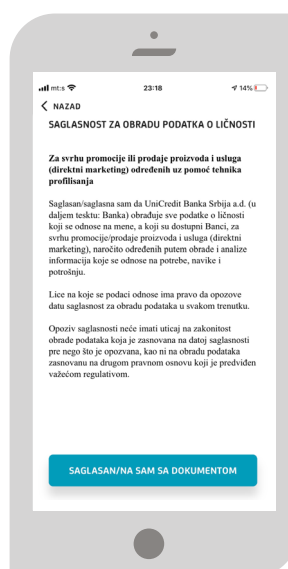 mt:s 23:18 14%
NAZAD
SAGLASNOST ZA OBRADU PODATKA O LIČNOSTI
Za svrhu promocije ili prodaje proizvoda i usluga
(direktni marketing) određenih uz pomoć tehnika
profilisanja
Saglasan/saglasna sam da UniCredit Banka Srbija a.d. (u
daljem tesktu: Banka) obrađuje sve podatke o ličnosti
koji se odnose na mene, a koji su dostupni Banci, za
svrhu promocije/prodaje proizvoda i usluga (direktni
marketing), naročito određenih putem obrade i analize
informacija koje se odnose na potrebe, navike i
potrošnju.
Lice na koje se podaci odnose ima pravo da opozove
datu saglasnost za obradu podataka u svakom trenutku.
Opoziv saglasnosti neće imati uticaj na zakonitost
obrade podataka koja je zasnovana na datoj saglasnosti
pre nego što je opozvana, kao ni na obradu podataka
zasnovanu na drugom pravnom osnovu koji je predviđen
važećom regulativom.
SAGLASAN/NA SAM SA DOKUMENTOM